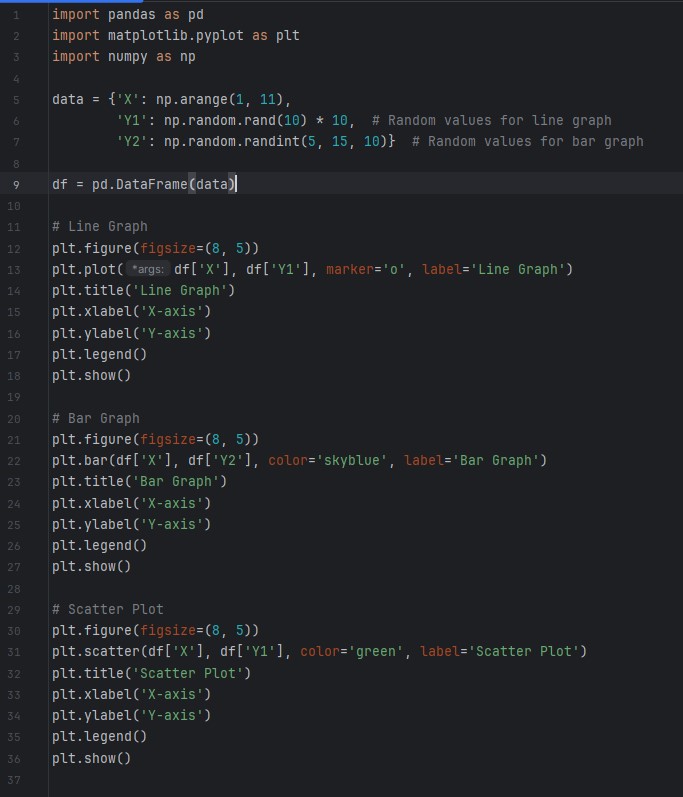 1 import pandas as pd
2 import matplotlib.pyplot as plt
3 import numpy as np
4
5 data = {'X': np.arange(1, 11),
6         'Y1': np.random.rand(10) * 10,  # Random values for line graph
7         'Y2': np.random.randint(5, 15, 10)}  # Random values for bar graph
8
9 df = pd.DataFrame(data)
10
11 # Line Graph
12 plt.figure(figsize=(8, 5))
13 plt.plot( *args: df['X'], df['Y1'], marker='o', label='Line Graph')
14 plt.title('Line Graph')
15 plt.xlabel('X-axis')
16 plt.ylabel('Y-axis')
17 plt.legend()
18 plt.show()
19
20 # Bar Graph
21 plt.figure(figsize=(8, 5))
22 plt.bar(df['X'], df['Y2'], color='skyblue', label='Bar Graph')
23 plt.title('Bar Graph')
24 plt.xlabel('X-axis')
25 plt.ylabel('Y-axis')
26 plt.legend()
27 plt.show()
28
29 # Scatter Plot
30 plt.figure(figsize=(8, 5))
31 plt.scatter(df['X'], df['Y1'], color='green', label='Scatter Plot')
32 plt.title('Scatter Plot')
33 plt.xlabel('X-axis')
34 plt.ylabel('Y-axis')
35 plt.legend()
36 plt.show()
37